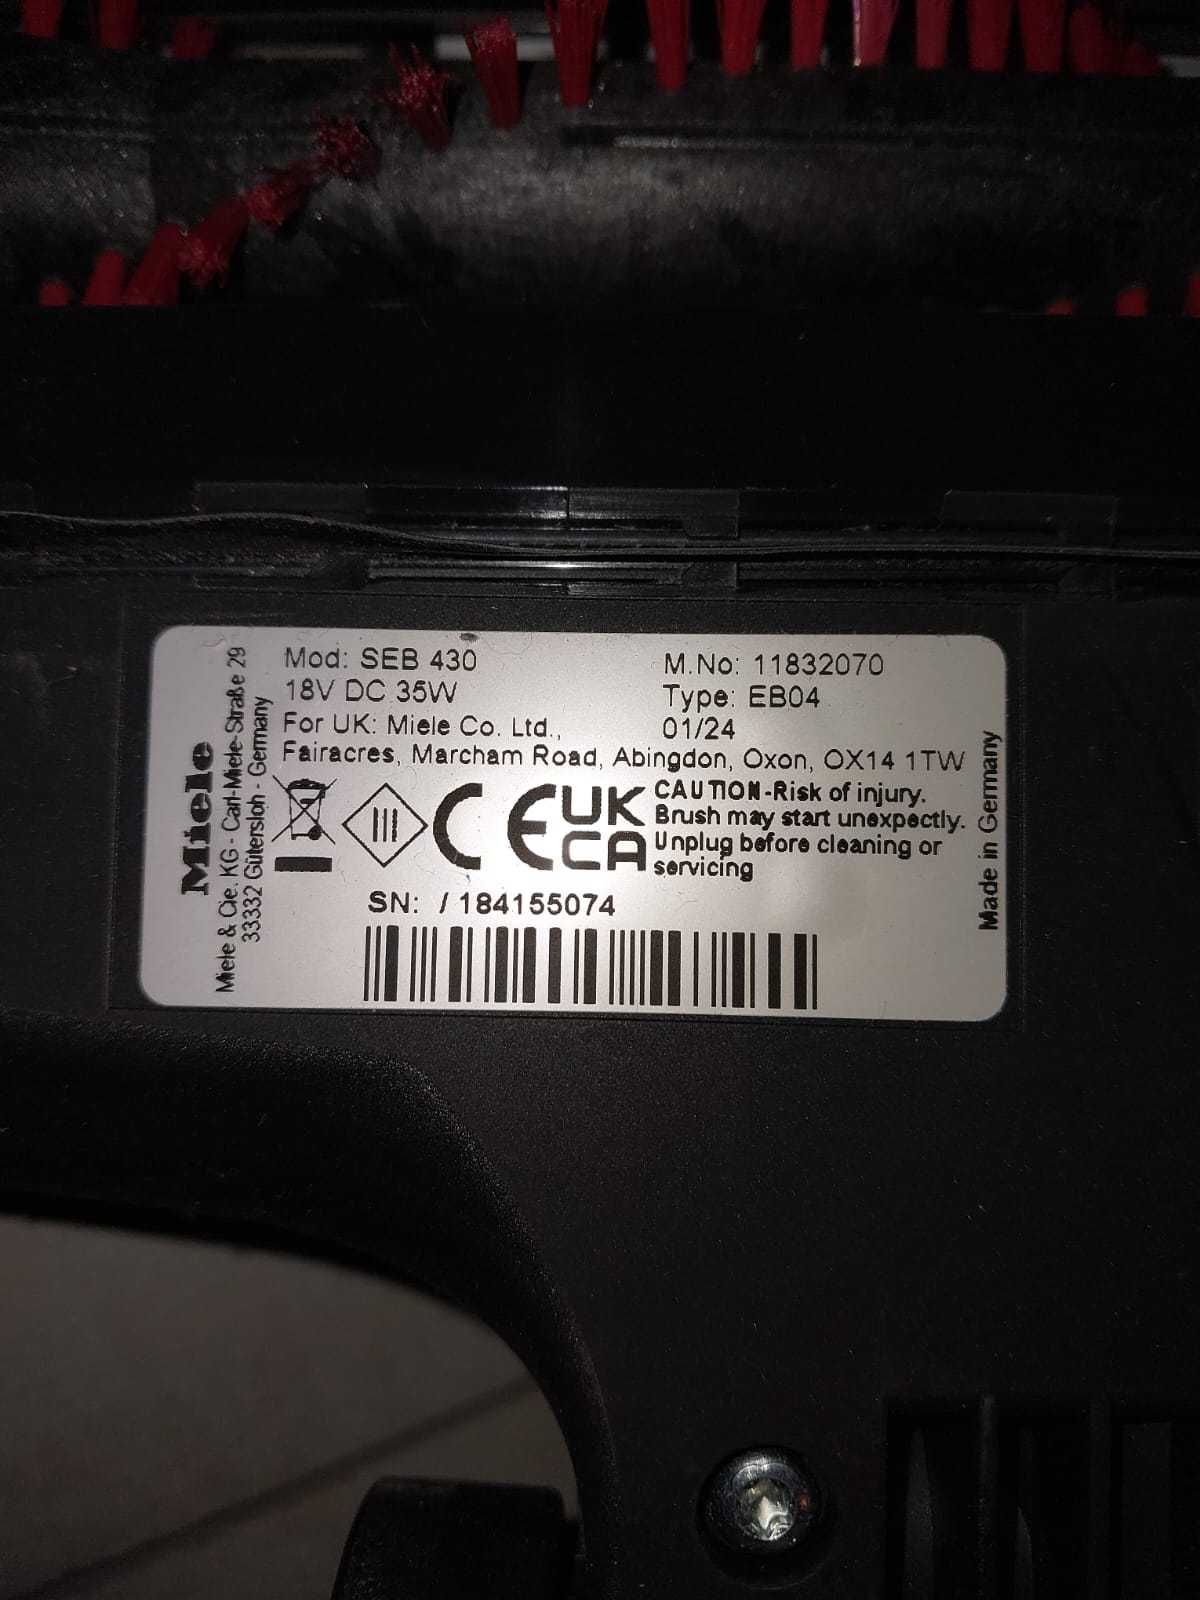 Miele
Miele & Cie. KG - Carl-Miele-Straße 29
33332 Gütersloh - Germany
Mod: SEB 430
M.No: 11832070
18V DC 35W
Type: EB04
For UK: Miele Co. Ltd.,
01/24
Fairacres, Marcham Road, Abingdon, Oxon, OX14 1TW
CE
UK
CA
CAUTION-Risk of injury.
Brush may start unexpectly.
Unplug before cleaning or
servicing
SN: / 184155074
Made in Germany